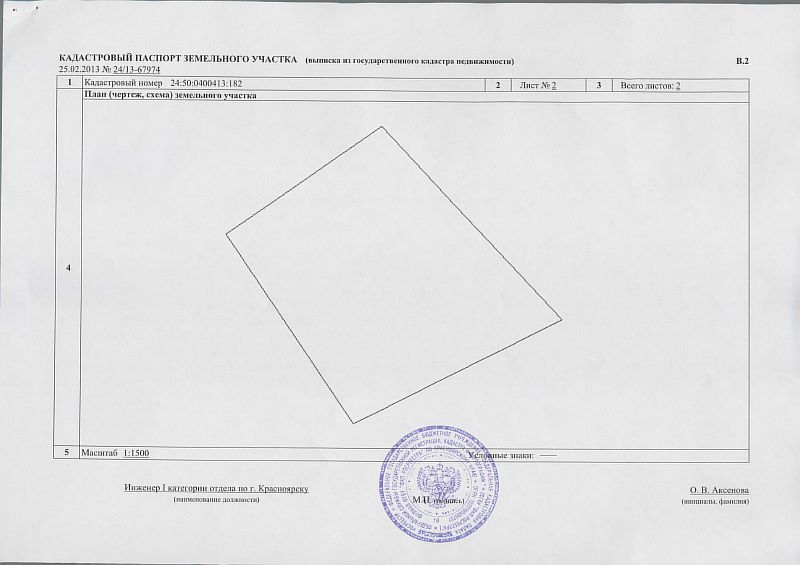 КАДАСТРОВЫЙ ПАСПОРТ ЗЕМЕЛЬНОГО УЧАСТКА (выписка из государственного кадастра недвижимости) В.2
25.02.2013 № 24/13-67974
1 Кадастровый номер 24:50:0400413:182 2 Лист № 2 3 Всего листов: 2
План (чертеж, схема) земельного участка
4
5 Масштаб 1:1500 Условные знаки:
Инженер I категории отдела по г. Красноярску О. В. Аксенова
(наименование должности) М.П. (подпись) (инициалы, фамилия)